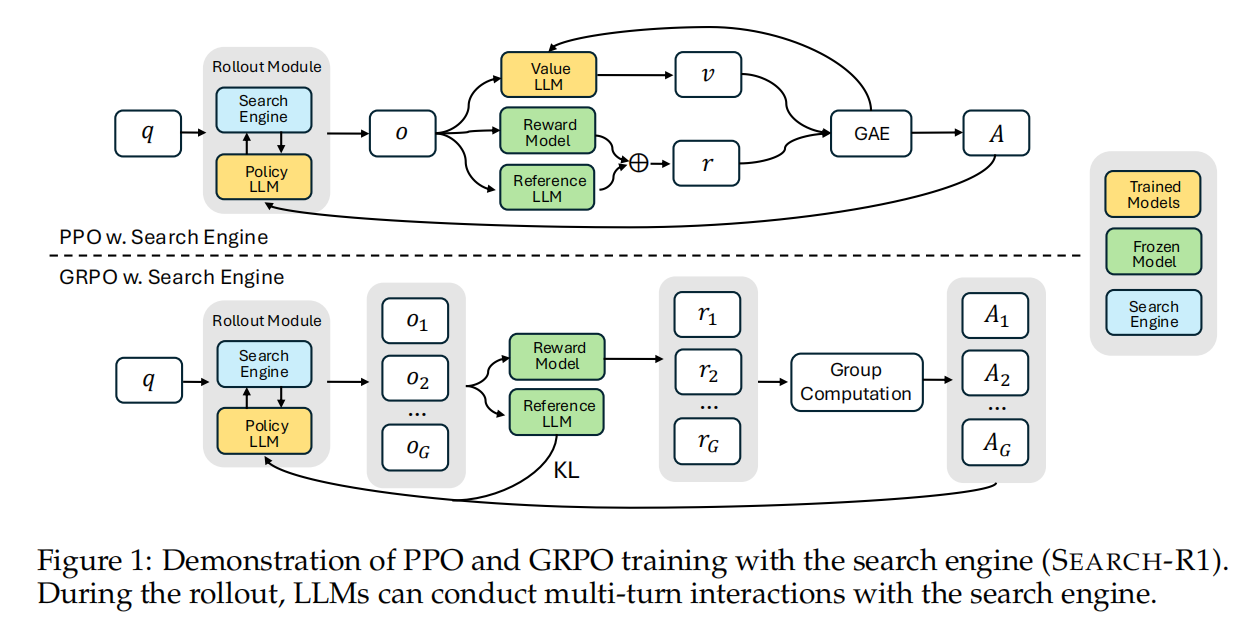 Rollout Module
Search
Engine
Policy
LLM
q
o
Value
LLM
Reward
Model
Reference
LLM
⊕
v
r
GAE
A
PPO w. Search Engine
GRPO w. Search Engine
Rollout Module
Search
Engine
Policy
LLM
q
o1
o2
...
oG
Reward
Model
Reference
LLM
KL
r1
r2
...
rG
Group
Computation
A1
A2
...
AG
Trained
Models
Frozen
Model
Search
Engine
Figure 1: Demonstration of PPO and GRPO training with the search engine (SEARCH-R1).
During the rollout, LLMs can conduct multi-turn interactions with the search engine.